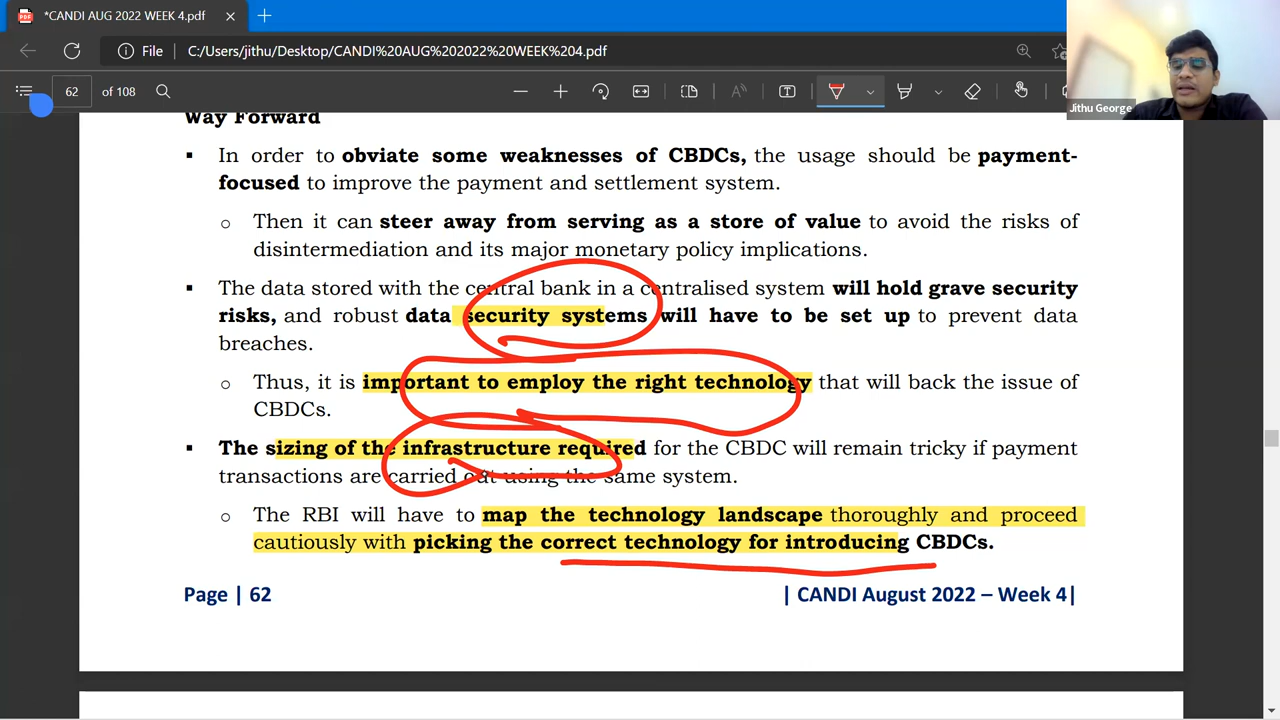 *CANDI AUG 2022 WEEK 4.pdf
File
C:/Users/jithu/Desktop/CANDI%20AUG%202022%20WEEK%204.pdf
62 of 108
Jithu George
Way Forward
▪ In order to obviate some weaknesses of CBDCs, the usage should be payment-
focused to improve the payment and settlement system.
o Then it can steer away from serving as a store of value to avoid the risks of
disintermediation and its major monetary policy implications.
▪ The data stored with the central bank in a centralised system will hold grave security
risks, and robust data security systems will have to be set up to prevent data
breaches.
o Thus, it is important to employ the right technology that will back the issue of
CBDCs.
▪ The sizing of the infrastructure required for the CBDC will remain tricky if payment
transactions are carried out using the same system.
o The RBI will have to map the technology landscape thoroughly and proceed
cautiously with picking the correct technology for introducing CBDCs.
Page | 62
| CANDI August 2022 – Week 4|